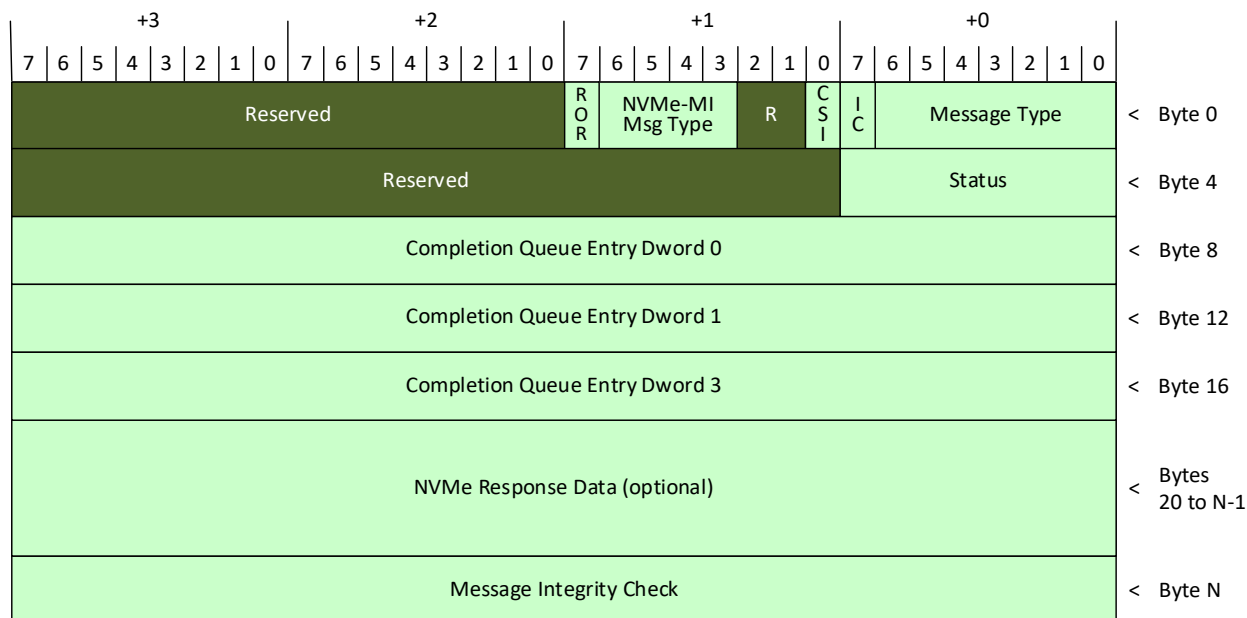 +3 +2 +1 +0
7 6 5 4 3 2 1 0 7 6 5 4 3 2 1 0 7 6 5 4 3 2 1 0 7 6 5 4 3 2 1 0
Reserved ROR NVMe-MI Msg Type R CSI IC Message Type < Byte 0
Reserved Status < Byte 4
Completion Queue Entry Dword 0 < Byte 8
Completion Queue Entry Dword 1 < Byte 12
Completion Queue Entry Dword 3 < Byte 16
NVMe Response Data (optional) < Bytes 20 to N-1
Message Integrity Check < Byte N